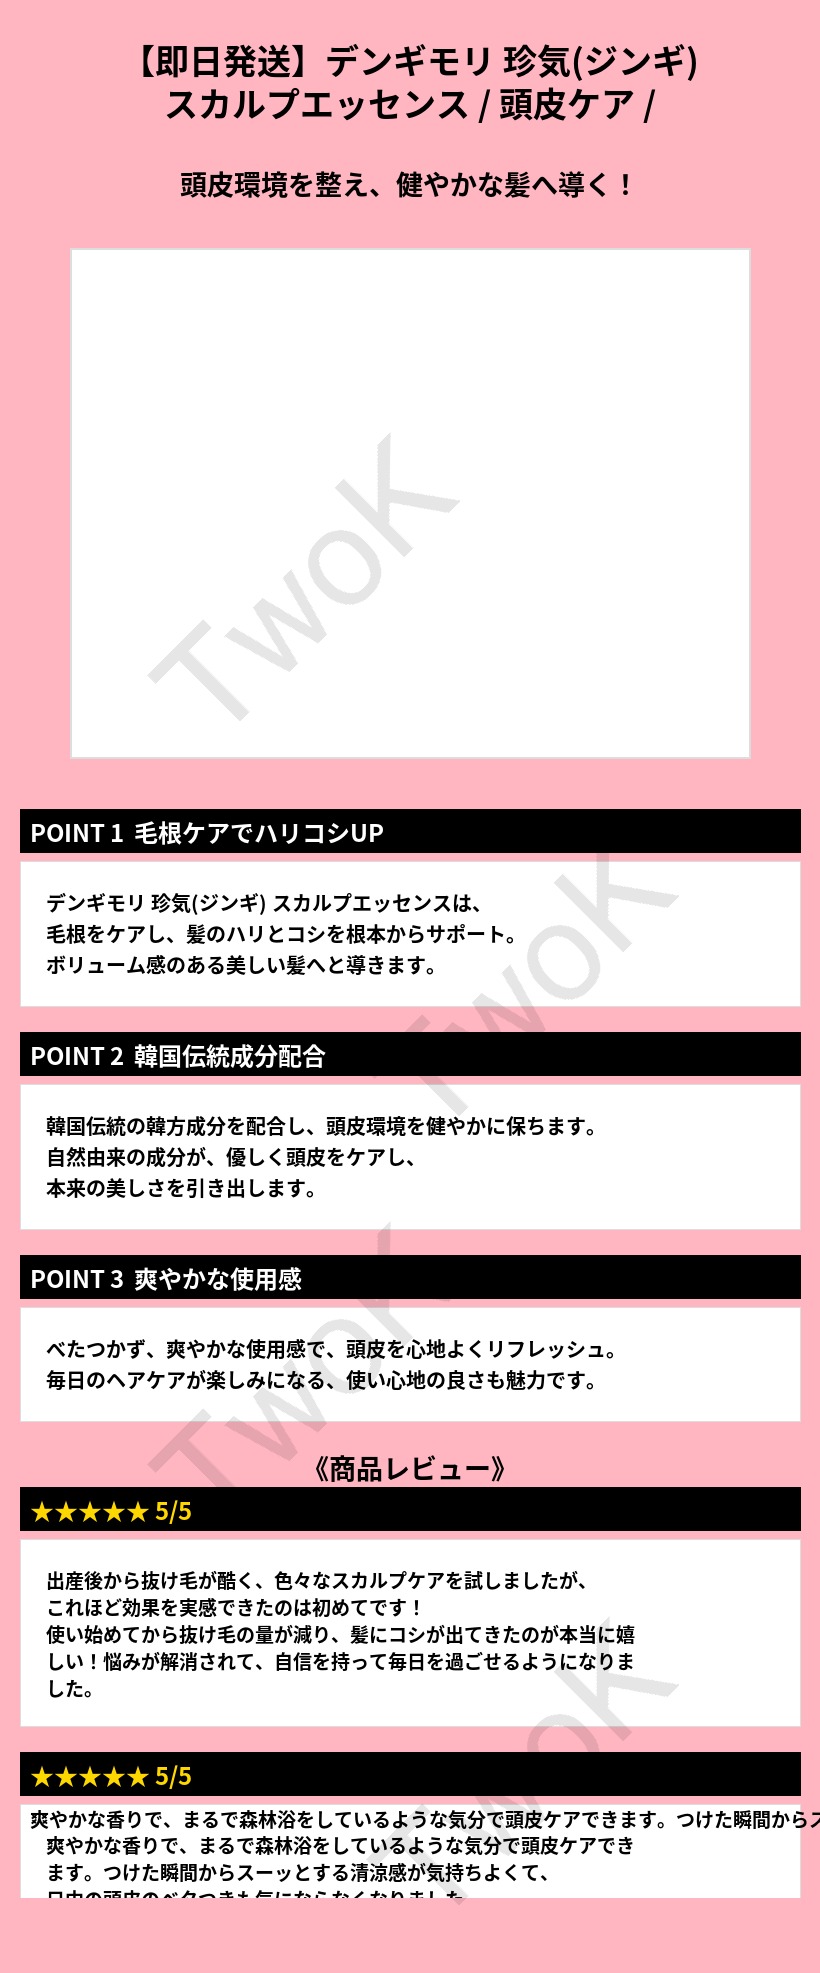 【即日発送】デンギモリ 珍気(ジンギ)
スカルプエッセンス / 頭皮ケア /
頭皮環境を整え、健やかな髪へ導く！
TwoK
POINT 1 毛根ケアでハリコシUP
デンギモリ 珍気(ジンギ) スカルプエッセンスは、
毛根をケアし、髪のハリとコシを根本からサポート。
ボリューム感のある美しい髪へと導きます。
TwoK
POINT 2 韓国伝統成分配合
韓国伝統の韓方成分を配合し、頭皮環境を健やかに保ちます。
自然由来の成分が、優しく頭皮をケアし、
本来の美しさを引き出します。
POINT 3 爽やかな使用感
べたつかず、爽やかな使用感で、頭皮を心地よくリフレッシュ。
毎日のヘアケアが楽しみになる、使い心地の良さも魅力です。
TwoK
《商品レビュー》
★★★★★ 5/5
出産後から抜け毛が酷く、色々なスカルプケアを試しましたが、
これほど効果を実感できたのは初めてです！
使い始めてから抜け毛の量が減り、髪にコシが出てきたのが本当に嬉
しい！悩みが解消されて、自信を持って毎日を過ごせるようになりま
した。
TwoK
★★★★★ 5/5
爽やかな香りで、まるで森林浴をしているような気分で頭皮ケアできます。つけた瞬間からス
爽やかな香りで、まるで森林浴をしているような気分で頭皮ケアでき
ます。つけた瞬間からスーッとする清涼感が気持ちよくて、